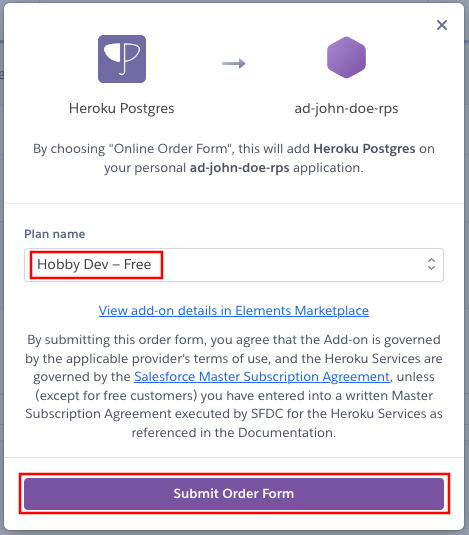 Heroku Postgres
ad-john-doe-rps
By choosing "Online Order Form", this will add Heroku Postgres on
your personal ad-john-doe-rps application.
Plan name
Hobby Dev – Free
View add-on details in Elements Marketplace
By submitting this order form, you agree that the Add-on is governed
by the applicable provider's terms of use, and the Heroku Services are
governed by the Salesforce Master Subscription Agreement, unless
(except for free customers) you have entered into a written Master
Subscription Agreement executed by SFDC for the Heroku Services as
referenced in the Documentation.
Submit Order Form